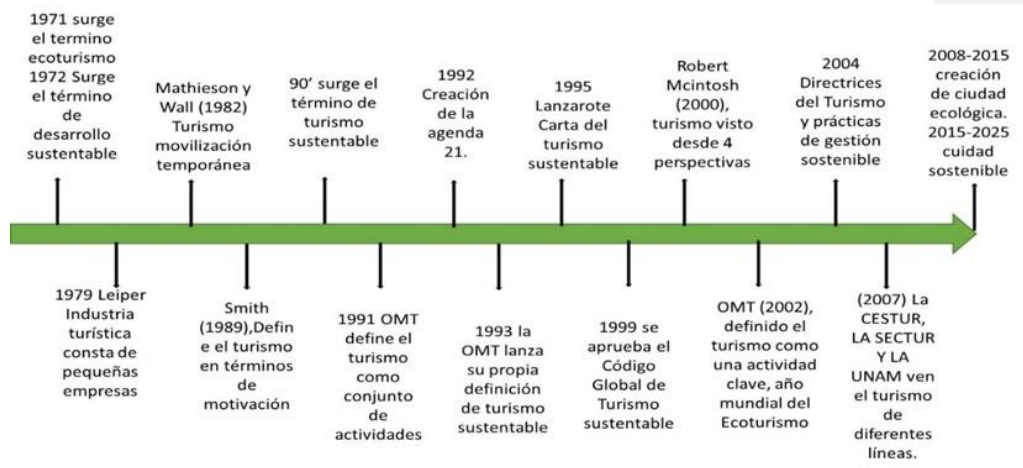 1971 surge
el termino
ecoturismo
1972 Surge
el término
de
desarrollo
sustentable
1979 Leiper
Industria
turística
consta de
pequeñas
empresas
Mathieson y
Wall (1982)
Turismo
movilización
temporánea
Smith
(1989),Defin
e el turismo
en términos
de
motivación
90’ surge el
término de
turismo
sustentable
1991 OMT
define el
turismo
como
conjunto
de
actividades
1992
Creación
de la
agenda
21.
1993 la
OMT lanza
su propia
definición
de turismo
sustentable
1995
Lanzarote
Carta del
turismo
sustentable
1999 se
aprueba el
Código
Global de
Turismo
sustentable
Robert
Mcintosh
(2000),
turismo visto
desde 4
perspectivas
OMT (2002),
definido el
turismo como
una actividad
clave, año
mundial del
Ecoturismo
2004
Directrices
del Turismo
y prácticas
de gestión
sostenible
(2007) La
CESTUR,
LA SECTUR
Y LA
UNAM ven
el turismo
de
diferentes
líneas.
2008-2015
creación
de ciudad
ecológica.
2015-2025
cuidad
sostenible